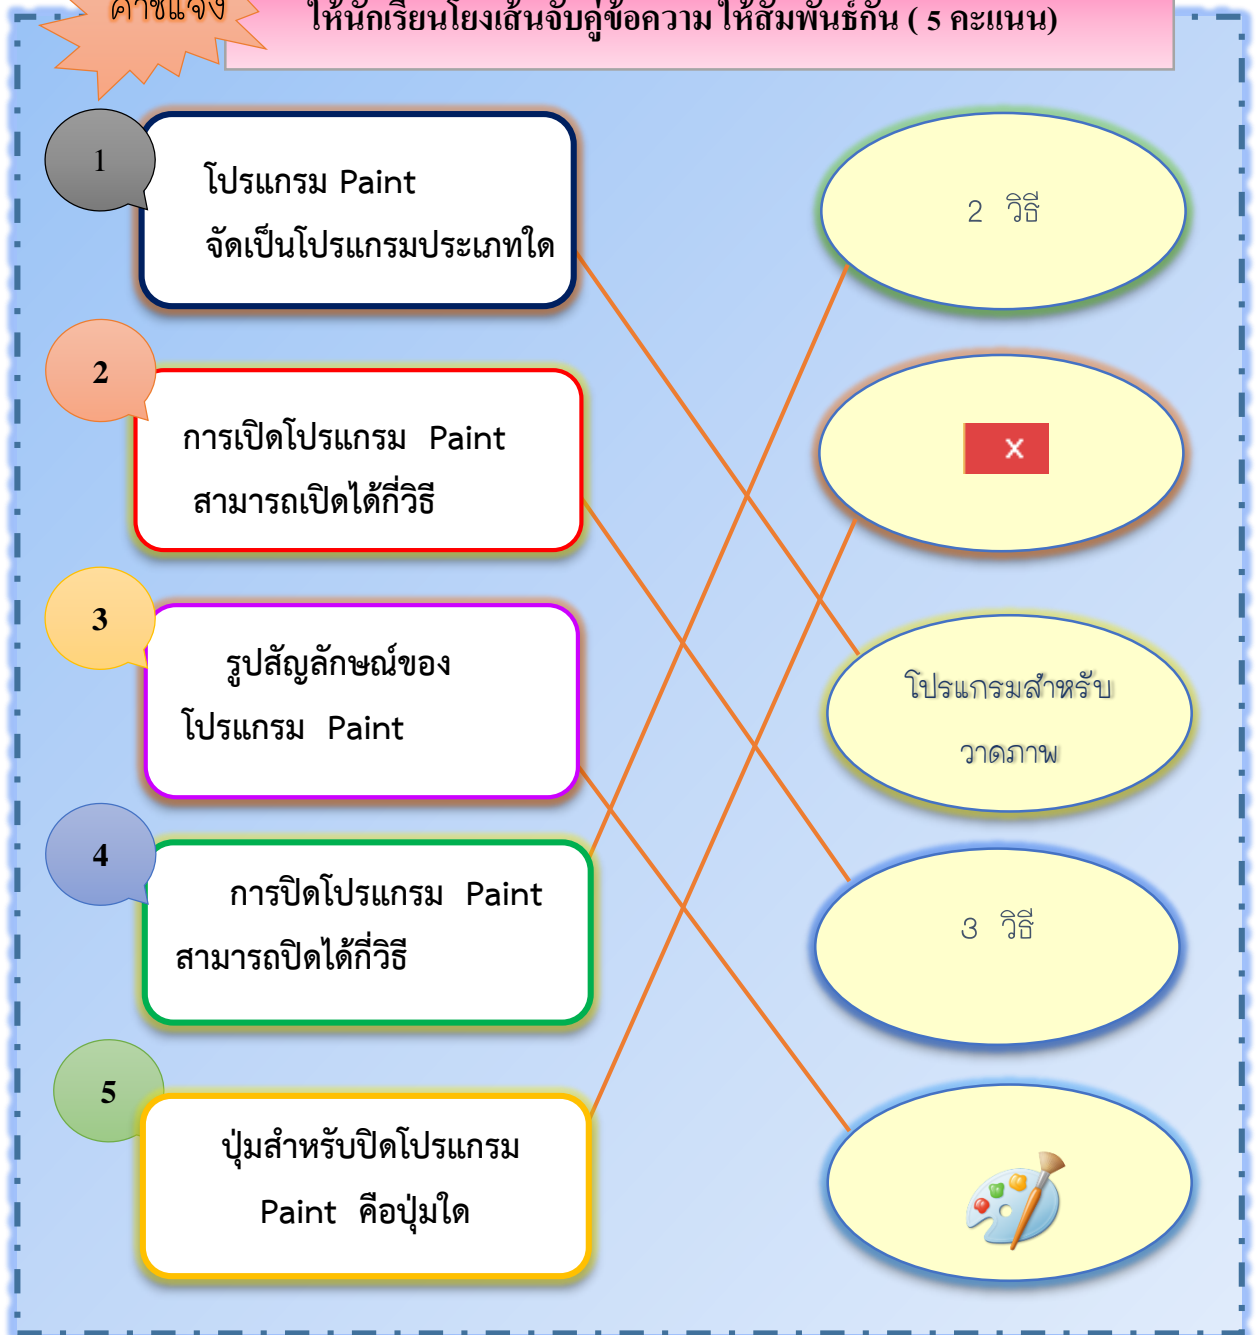 คำชี้แจง
ให้นักเรียนโยงเส้นจับคู่ข้อความ ให้สัมพันธ์กัน ( 5 คะแนน)
1
โปรแกรม Paint
จัดเป็นโปรแกรมประเภทใด
2 วิธี
2
การเปิดโปรแกรม Paint
สามารถเปิดได้กี่วิธี
X
3
รูปสัญลักษณ์ของ
โปรแกรม Paint
โปรแกรมสำหรับ
วาดภาพ
4
การปิดโปรแกรม Paint
สามารถปิดได้กี่วิธี
3 วิธี
5
ปุ่มสำหรับปิดโปรแกรม
Paint คือปุ่มใด